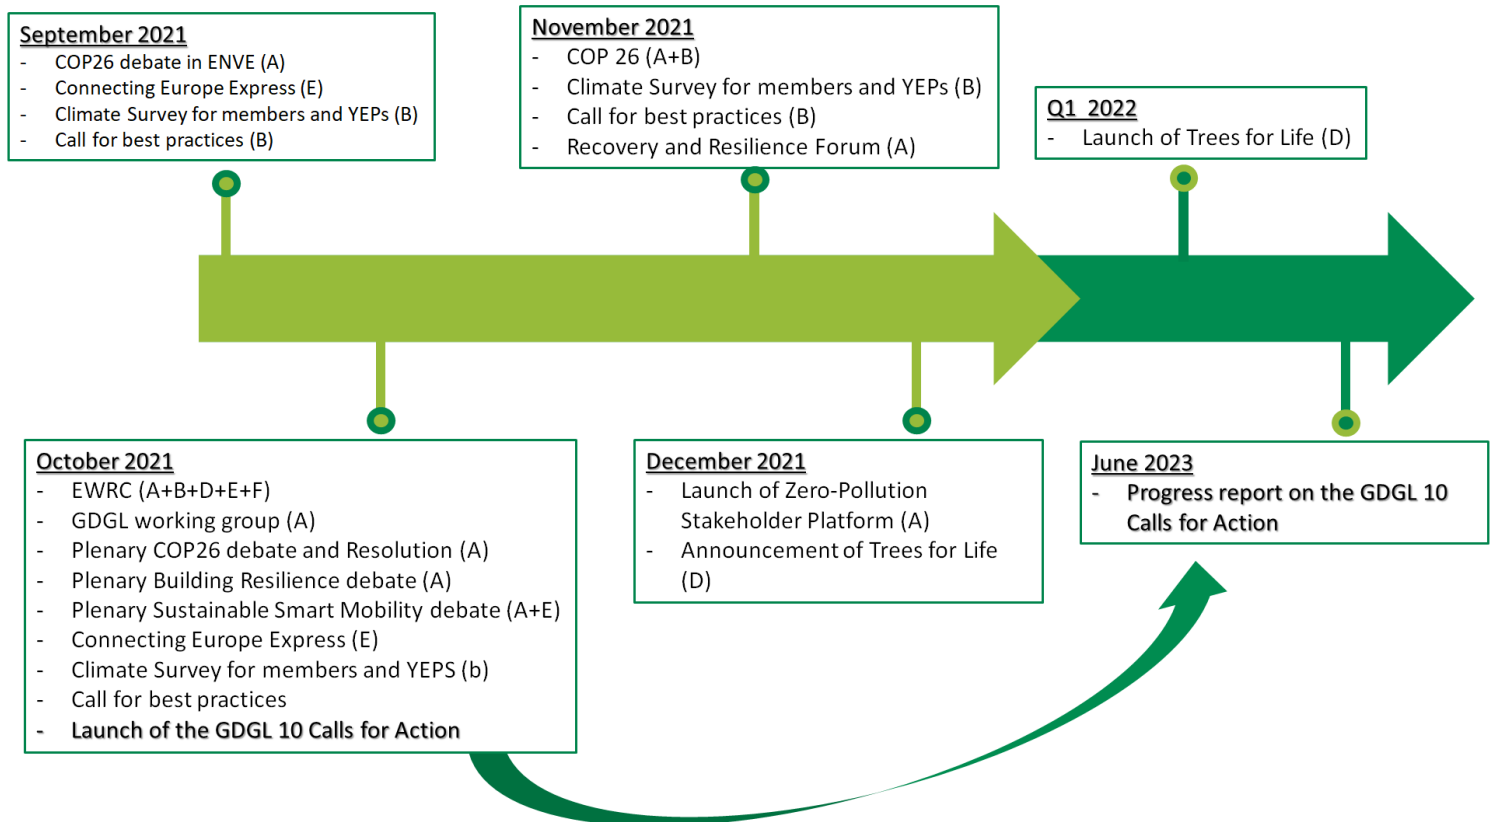 September 2021
- COP26 debate in ENVE (A)
- Connecting Europe Express (E)
- Climate Survey for members and YEPs (B)
- Call for best practices (B)
November 2021
- COP 26 (A+B)
- Climate Survey for members and YEPs (B)
- Call for best practices (B)
- Recovery and Resilience Forum (A)
Q1 2022
- Launch of Trees for Life (D)
October 2021
- EWRC (A+B+D+E+F)
- GDGL working group (A)
- Plenary COP26 debate and Resolution (A)
- Plenary Building Resilience debate (A)
- Plenary Sustainable Smart Mobility debate (A+E)
- Connecting Europe Express (E)
- Climate Survey for members and YEPS (b)
- Call for best practices
- Launch of the GDGL 10 Calls for Action
December 2021
- Launch of Zero-Pollution
Stakeholder Platform (A)
- Announcement of Trees for Life
(D)
June 2023
- Progress report on the GDGL 10
Calls for Action